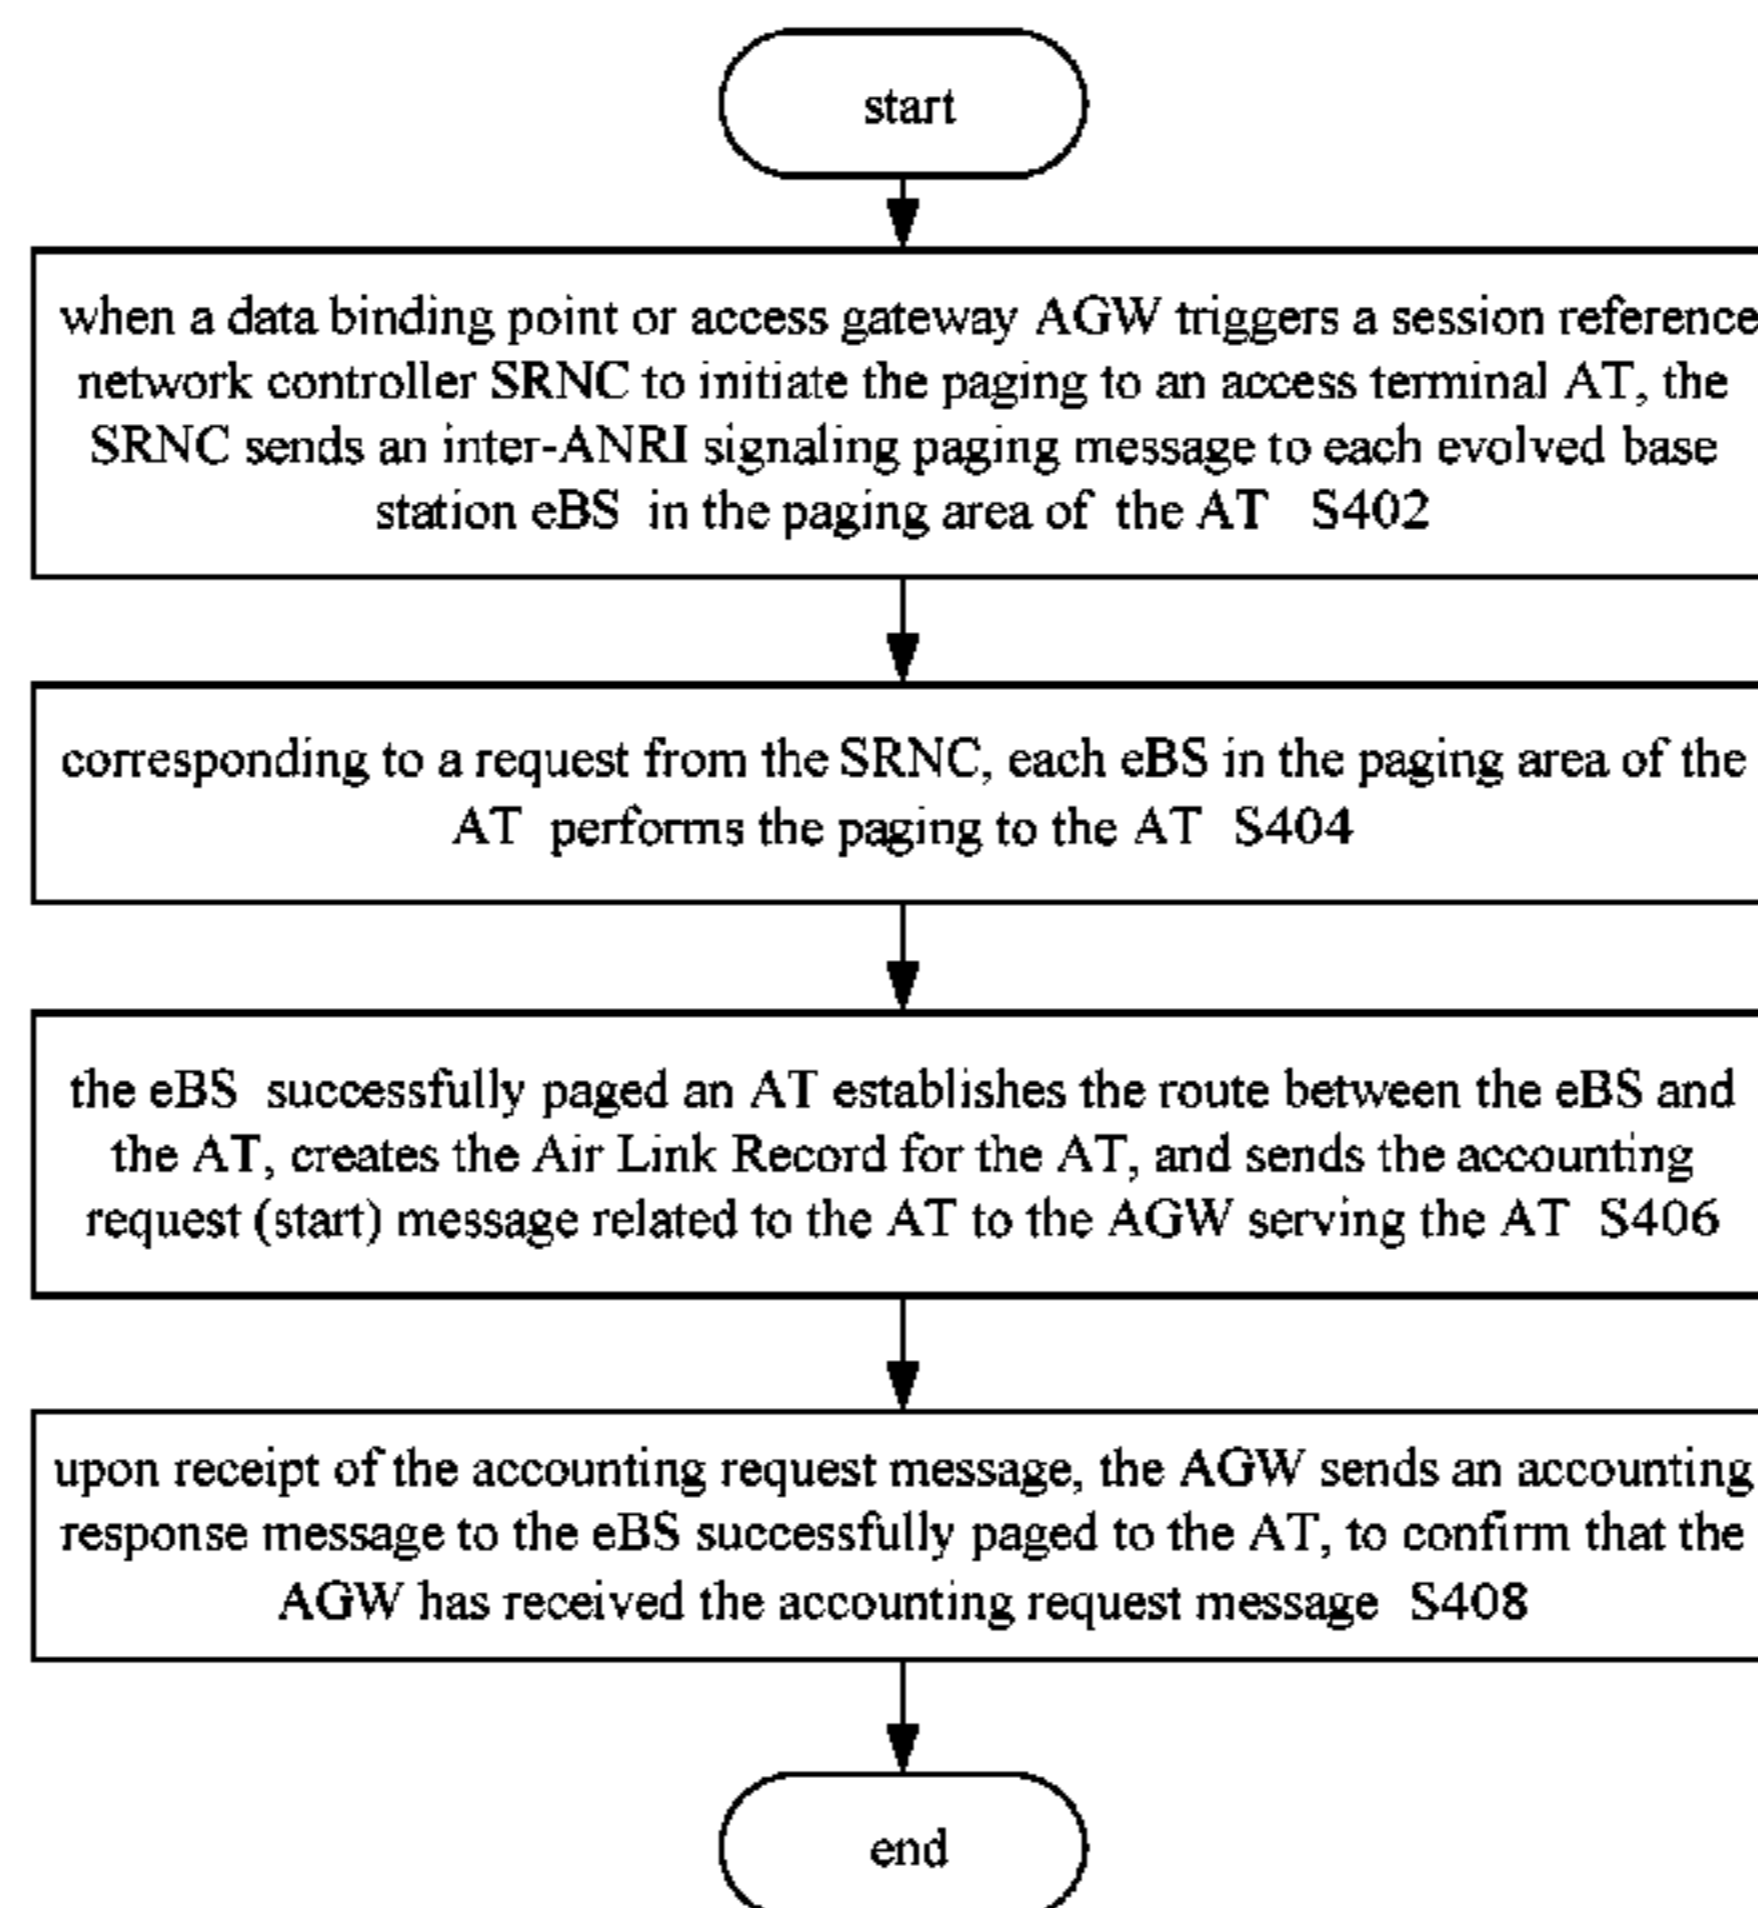 start
when a data binding point or access gateway AGW triggers a session reference
network controller SRNC to initiate the paging to an access terminal AT, the
SRNC sends an inter-ANRI signaling paging message to each evolved base
station eBS in the paging area of the AT S402
corresponding to a request from the SRNC, each eBS in the paging area of the
AT performs the paging to the AT S404
the eBS successfully paged an AT establishes the route between the eBS and
the AT, creates the Air Link Record for the AT, and sends the accounting
request (start) message related to the AT to the AGW serving the AT S406
upon receipt of the accounting request message, the AGW sends an accounting
response message to the eBS successfully paged to the AT, to confirm that the
AGW has received the accounting request message S408
end